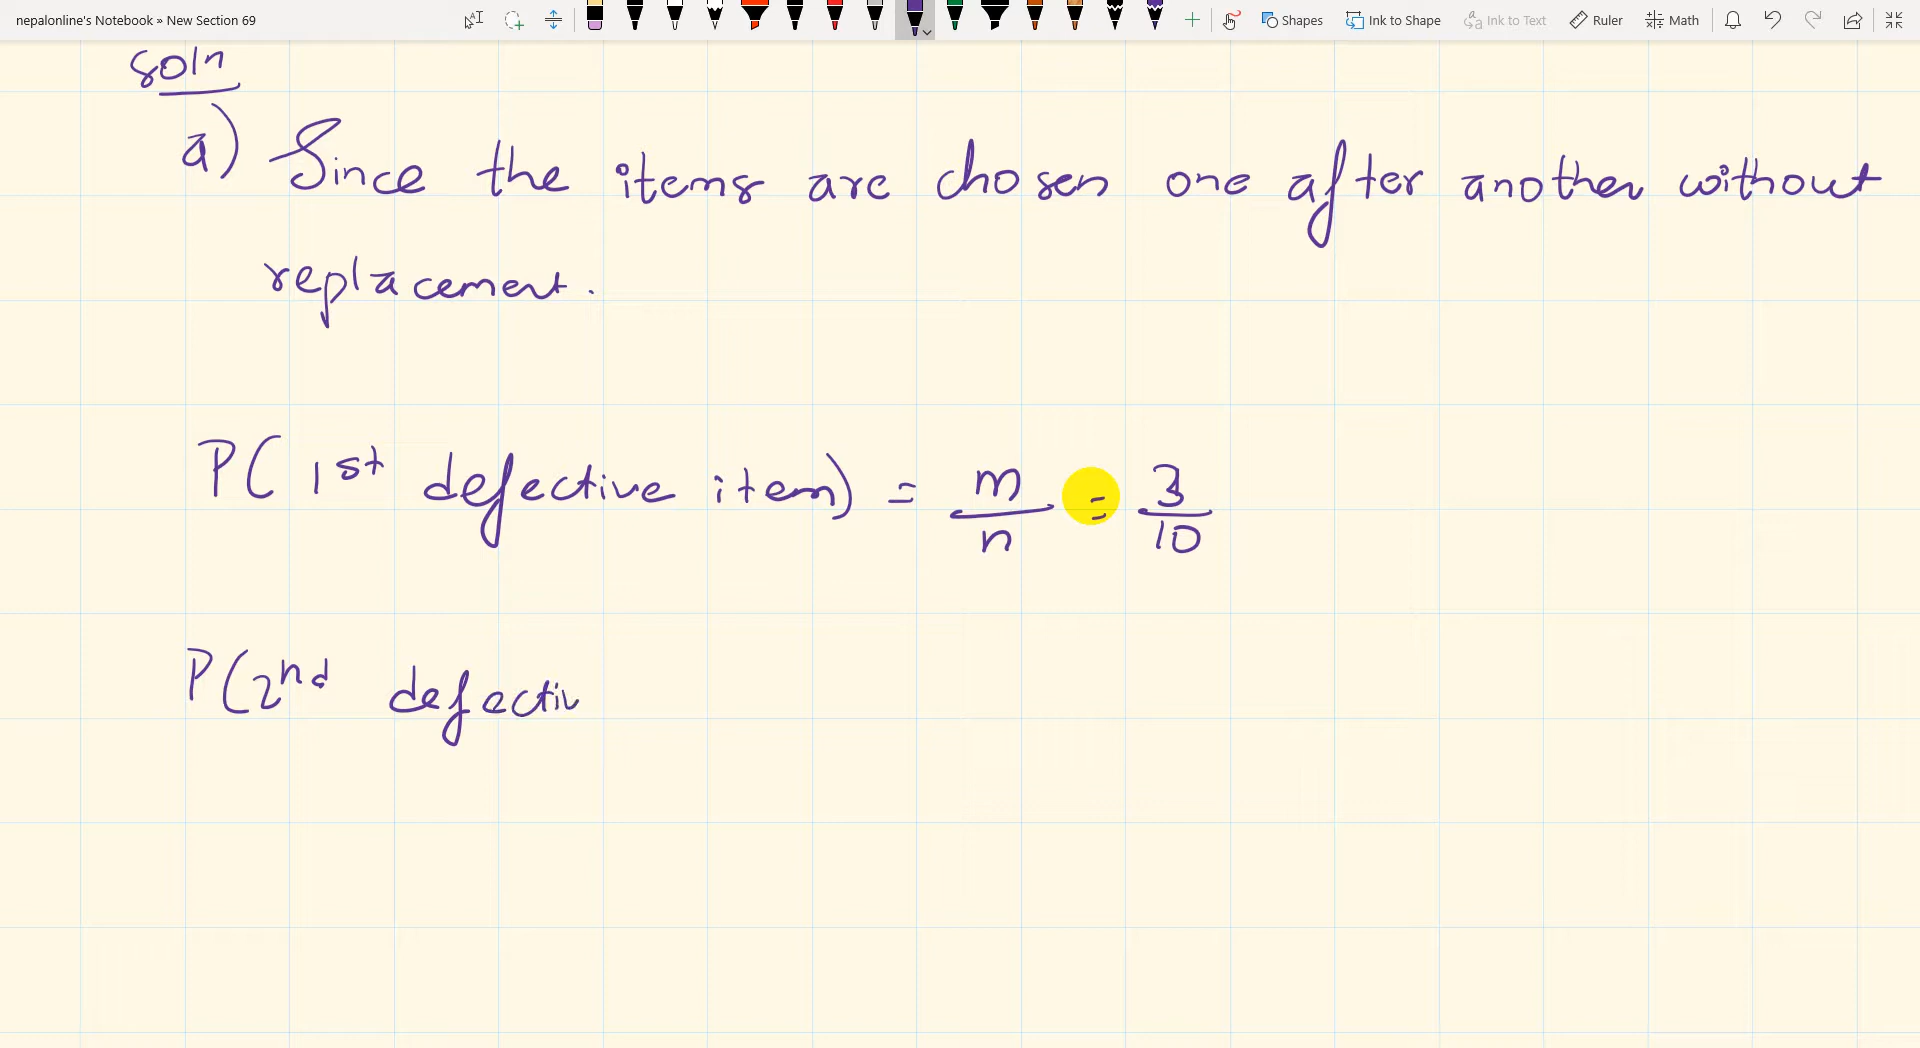 nepalonline's Notebook » New Section 69
Shapes Ink to Shape Ink to Text Ruler Math
soln
a) Since the items are chosen one after another without
replacement.
P(1st defective item) = m/n = 3/10
P(2nd defectiv